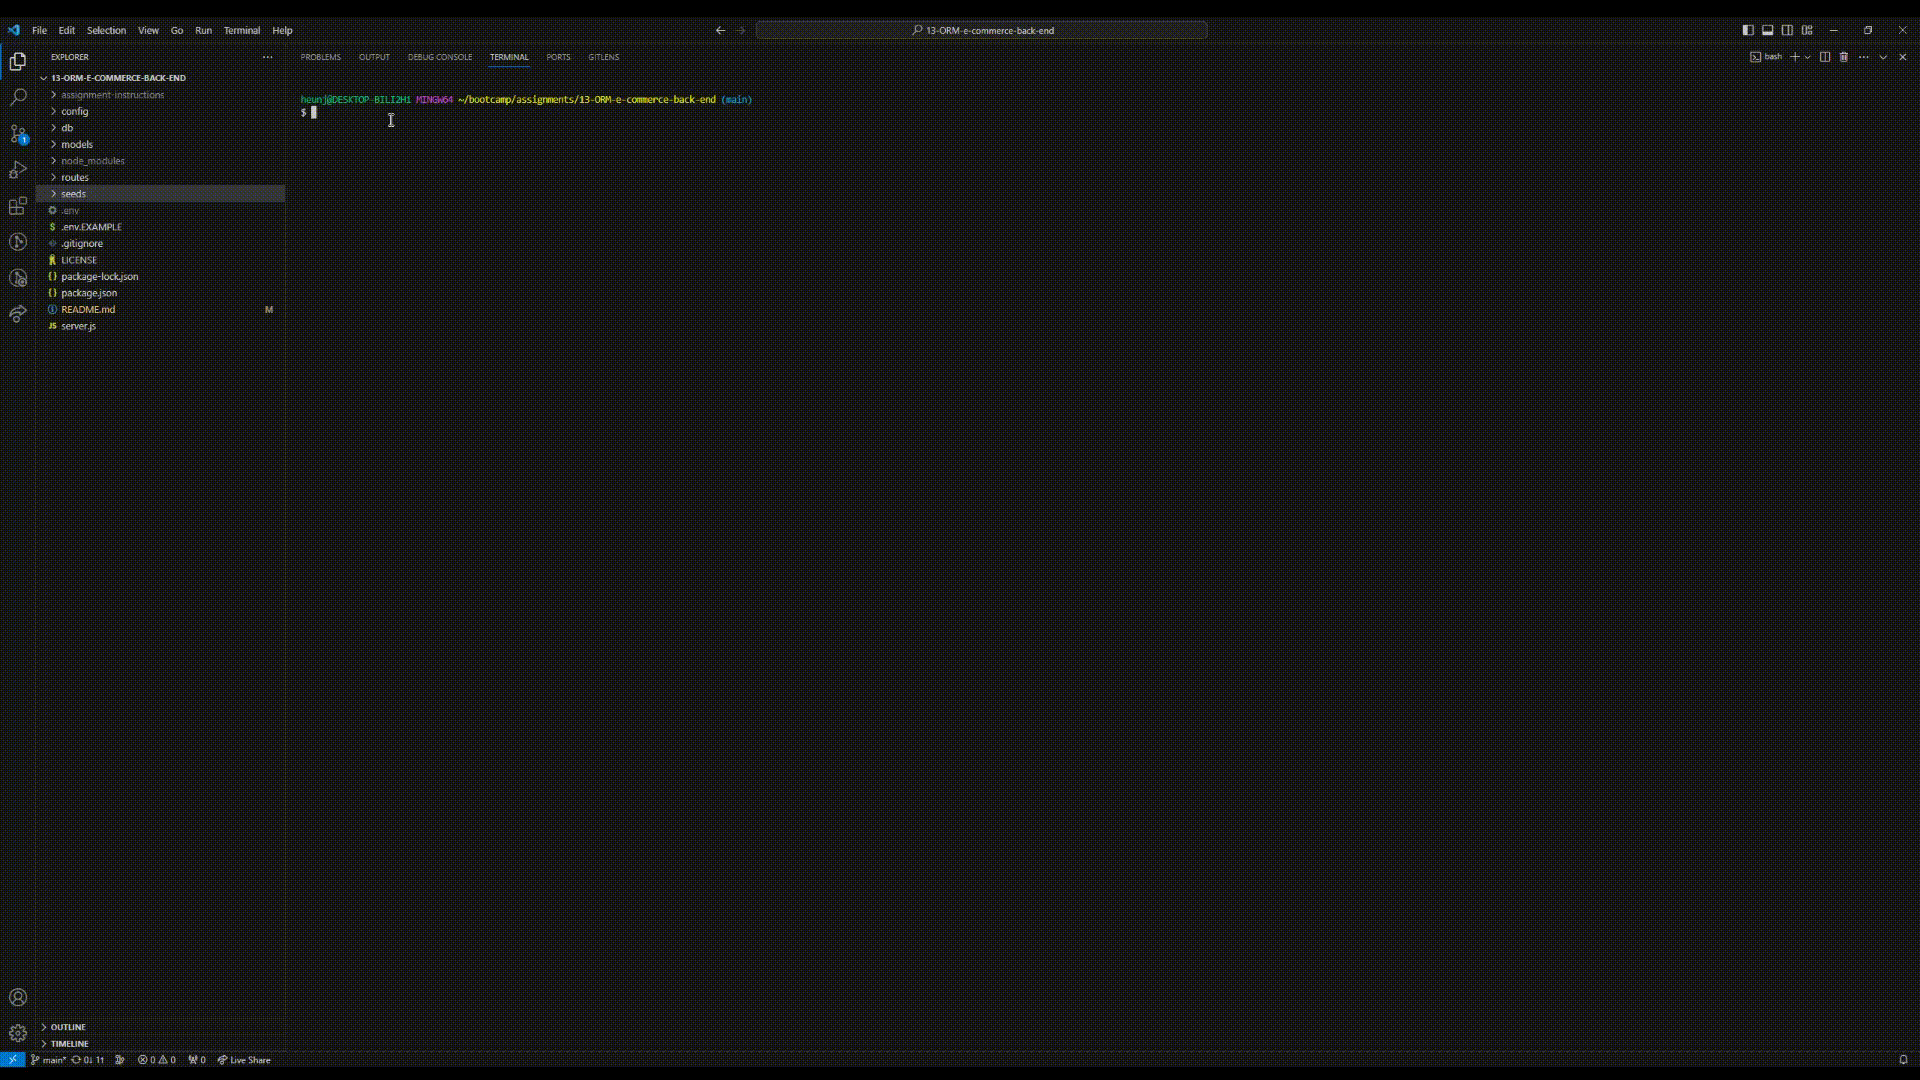 File Edit Selection View Go Run Terminal Help
13-ORM-e-commerce-back-end
EXPLORER
PROBLEMS OUTPUT DEBUG CONSOLE TERMINAL PORTS GITLENS
bash
13-ORM-E-COMMERCE-BACK-END
assignment-instructions
config
db
models
node_modules
routes
seeds
.env
$ .env.EXAMPLE
.gitignore
LICENSE
{} package-lock.json
{} package.json
README.md M
JS server.js
heunj@DESKTOP-BILI2H1 MINGW64 ~/bootcamp/assignments/13-ORM-e-commerce-back-end (main)
$
1
OUTLINE
TIMELINE
main* 0↓ 1↑ 0 0 0 Live Share